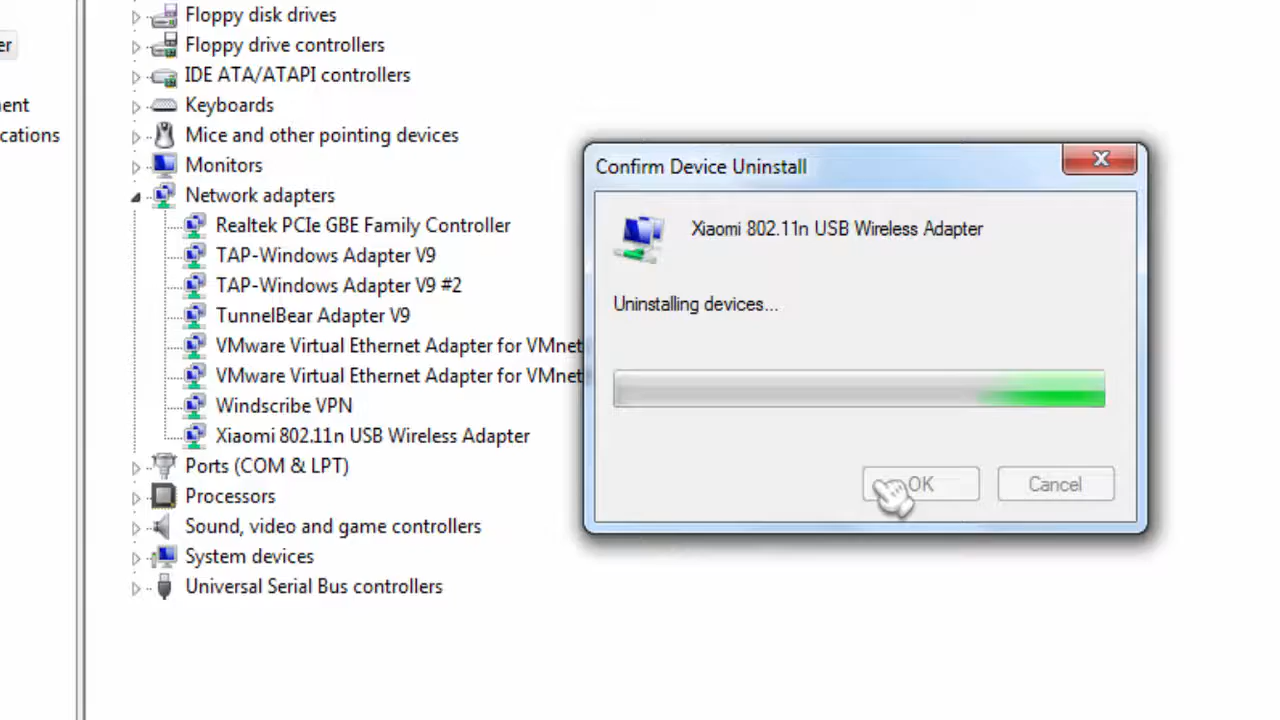 Floppy disk drives
Floppy drive controllers
er
IDE ATA/ATAPI controllers
Keyboards
ent
Mice and other pointing devices
cations
Monitors
Network adapters
Realtek PCIe GBE Family Controller
TAP-Windows Adapter V9
TAP-Windows Adapter V9 #2
TunnelBear Adapter V9
VMware Virtual Ethernet Adapter for VMnet
VMware Virtual Ethernet Adapter for VMnet
Windscribe VPN
Xiaomi 802.11n USB Wireless Adapter
Ports (COM & LPT)
Processors
Sound, video and game controllers
System devices
Universal Serial Bus controllers
Confirm Device Uninstall
Xiaomi 802.11n USB Wireless Adapter
Uninstalling devices...
OK
Cancel